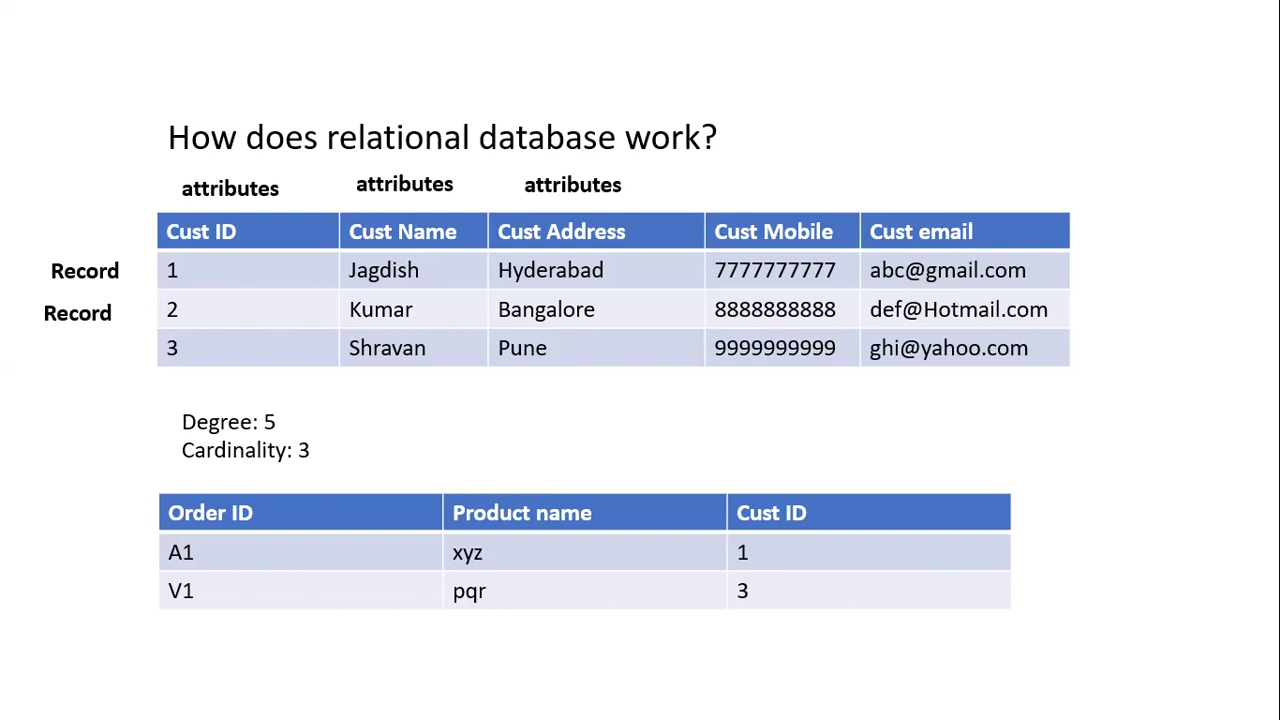 How does relational database work?
attributes attributes attributes
Cust ID Cust Name Cust Address Cust Mobile Cust email
Record 1 Jagdish Hyderabad 7777777777 abc@gmail.com
Record 2 Kumar Bangalore 8888888888 def@Hotmail.com
3 Shravan Pune 9999999999 ghi@yahoo.com
Degree: 5
Cardinality: 3
Order ID Product name Cust ID
A1 xyz 1
V1 pqr 3